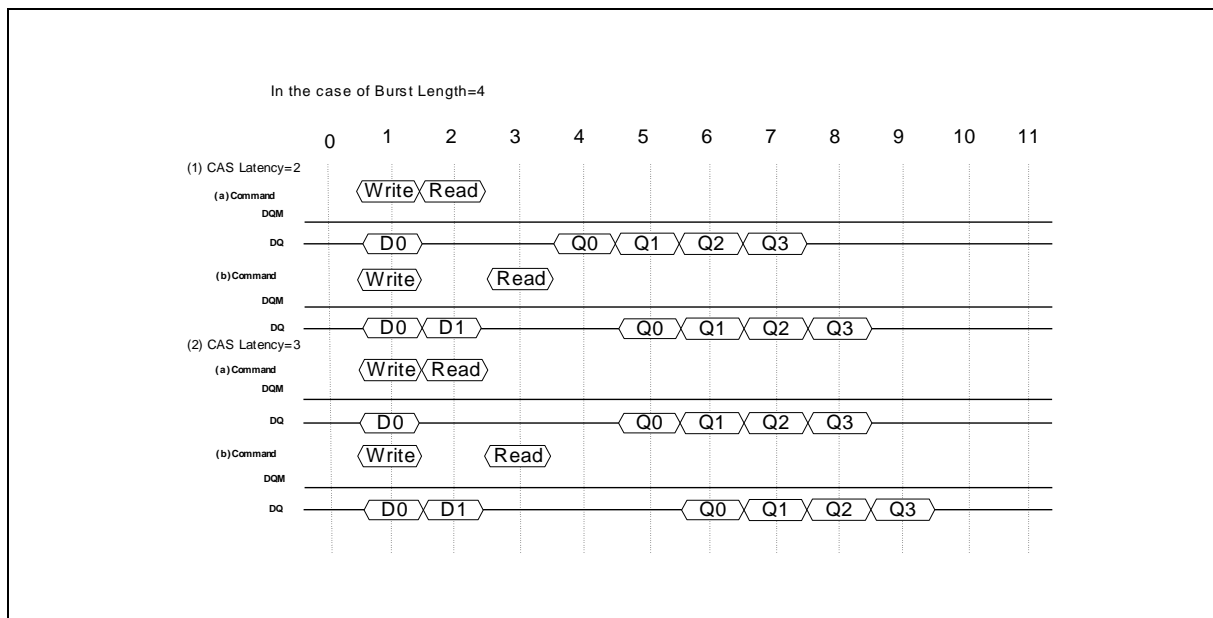 In the case of Burst Length=4
0 1 2 3 4 5 6 7 8 9 10 11
(1) CAS Latency=2
(a)Command Write Read
DQM
DQ D0 Q0 Q1 Q2 Q3
(b)Command Write Read
DQM
DQ D0 D1 Q0 Q1 Q2 Q3
(2) CAS Latency=3
(a)Command Write Read
DQM
DQ D0 Q0 Q1 Q2 Q3
(b)Command Write Read
DQM
DQ D0 D1 Q0 Q1 Q2 Q3